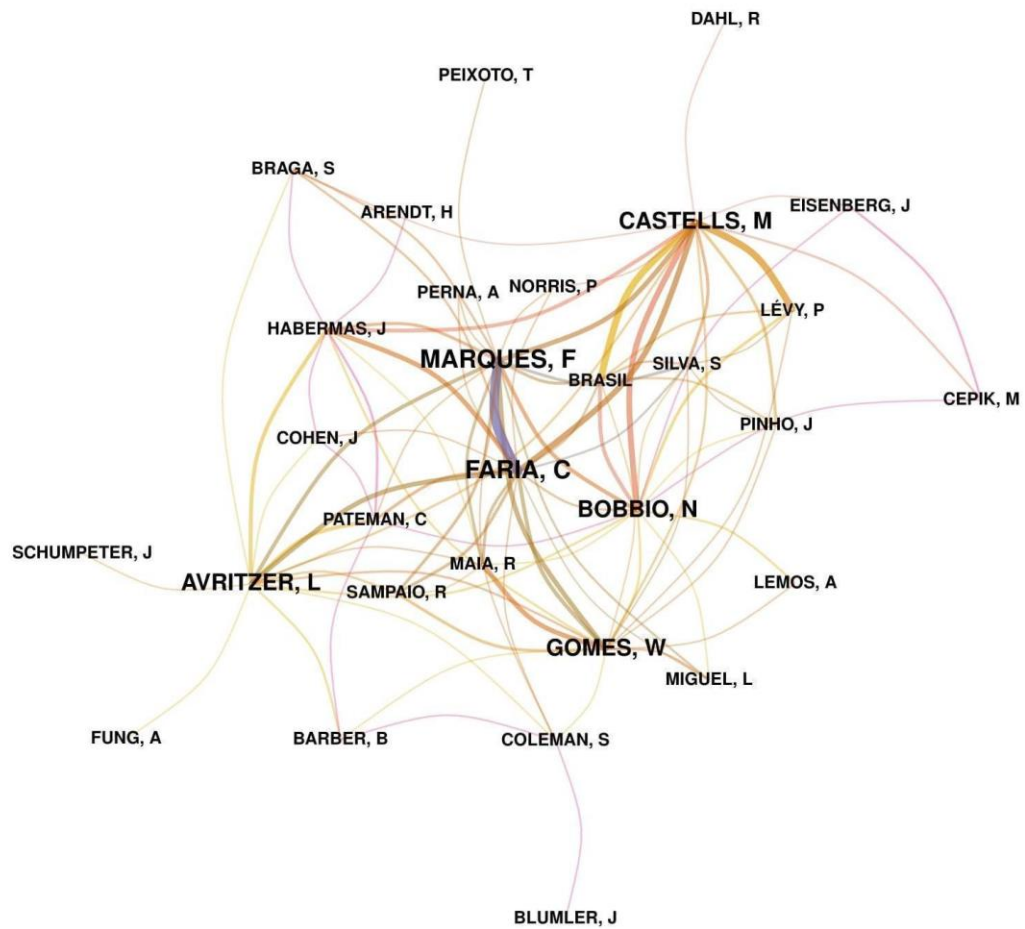 DAHL, R
PEIXOTO, T
BRAGA, S
ARENDT, H
EISENBERG, J
CASTELLS, M
NORRIS, P
PERNA, A
LÉVY, P
HABERMAS, J
MARQUES, F
SILVA, S
BRASIL
CEPIK, M
PINHO, J
COHEN, J
FARIA, C
BOBBIO, N
PATEMAN, C
SCHUMPETER, J
MAIA, R
AVRITZER, L
LEMOS, A
SAMPAIO, R
GOMES, W
MIGUEL, L
FUNG, A
BARBER, B
COLEMAN, S
BLUMLER, J